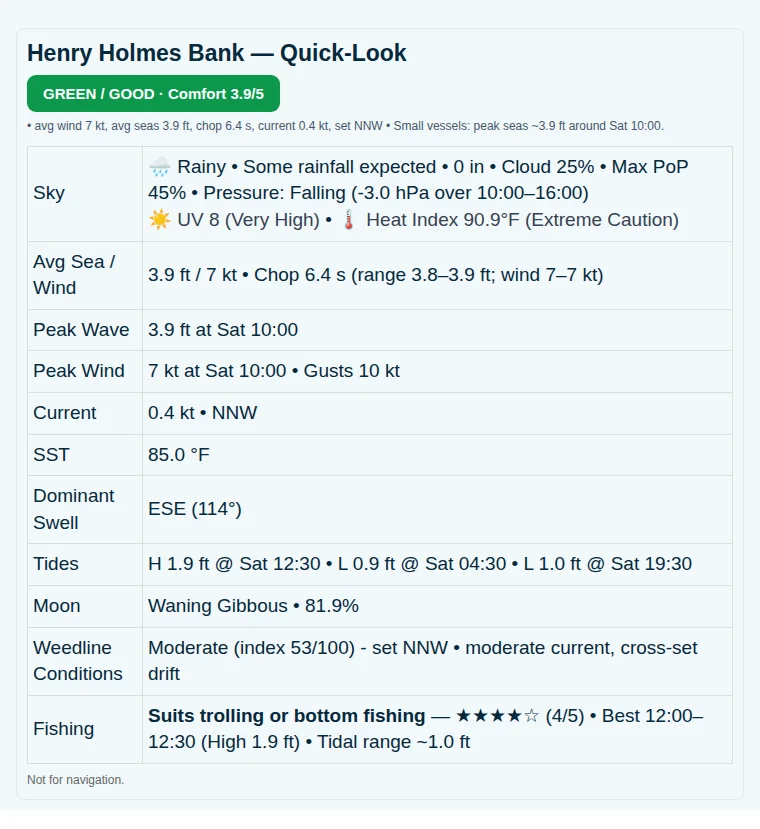 Henry Holmes Bank — Quick-Look
GREEN / GOOD · Comfort 3.9/5
• avg wind 7 kt, avg seas 3.9 ft, chop 6.4 s, current 0.4 kt, set NNW • Small vessels: peak seas ~3.9 ft around Sat 10:00.
Sky
🌧️ Rainy • Some rainfall expected • 0 in • Cloud 25% • Max PoP
45% • Pressure: Falling (-3.0 hPa over 10:00–16:00)
☀️ UV 8 (Very High) • 🌡️ Heat Index 90.9°F (Extreme Caution)
Avg Sea /
Wind
3.9 ft / 7 kt • Chop 6.4 s (range 3.8–3.9 ft; wind 7–7 kt)
Peak Wave
3.9 ft at Sat 10:00
Peak Wind
7 kt at Sat 10:00 • Gusts 10 kt
Current
0.4 kt • NNW
SST
85.0 °F
Dominant
Swell
ESE (114°)
Tides
H 1.9 ft @ Sat 12:30 • L 0.9 ft @ Sat 04:30 • L 1.0 ft @ Sat 19:30
Moon
Waning Gibbous • 81.9%
Weedline
Conditions
Moderate (index 53/100) - set NNW • moderate current, cross-set
drift
Fishing
Suits trolling or bottom fishing — ★★★★☆ (4/5) • Best 12:00–
12:30 (High 1.9 ft) • Tidal range ~1.0 ft
Not for navigation.